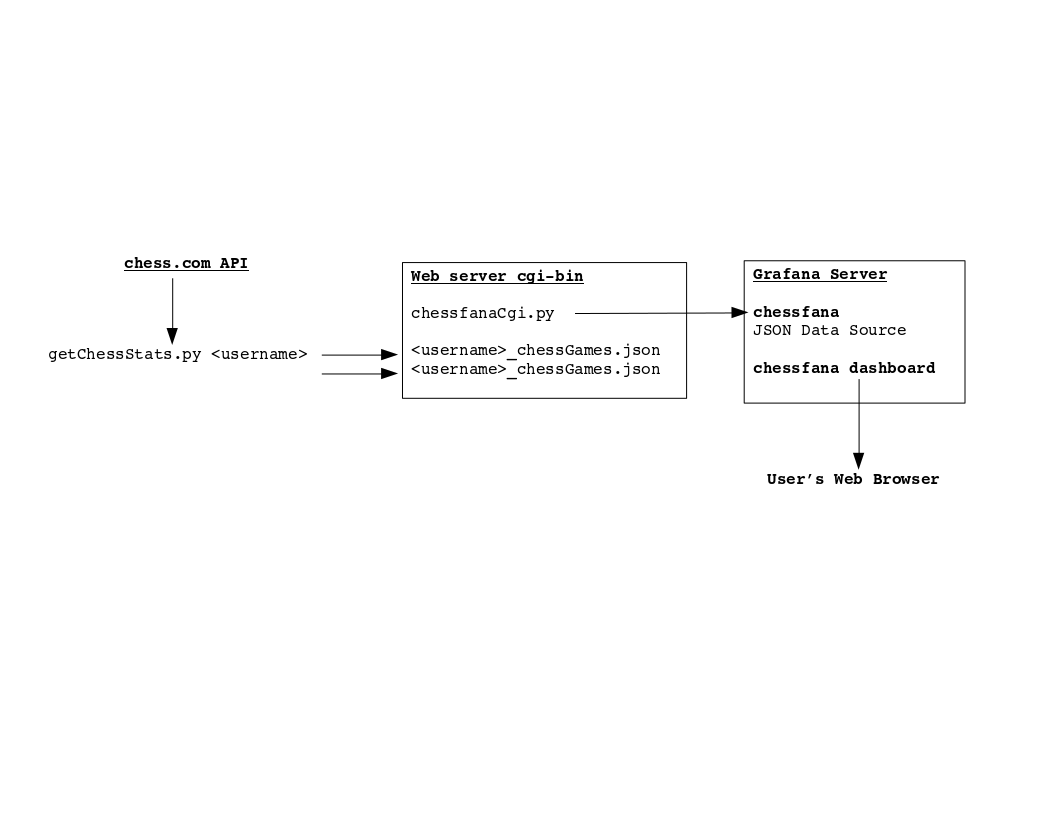 chess.com API
getChessStats.py <username>
Web server cgi-bin
chessfanaCgi.py
<username>_chessGames.json
<username>_chessGames.json
Grafana Server
chessfana
JSON Data Source
chessfana dashboard
User's Web Browser